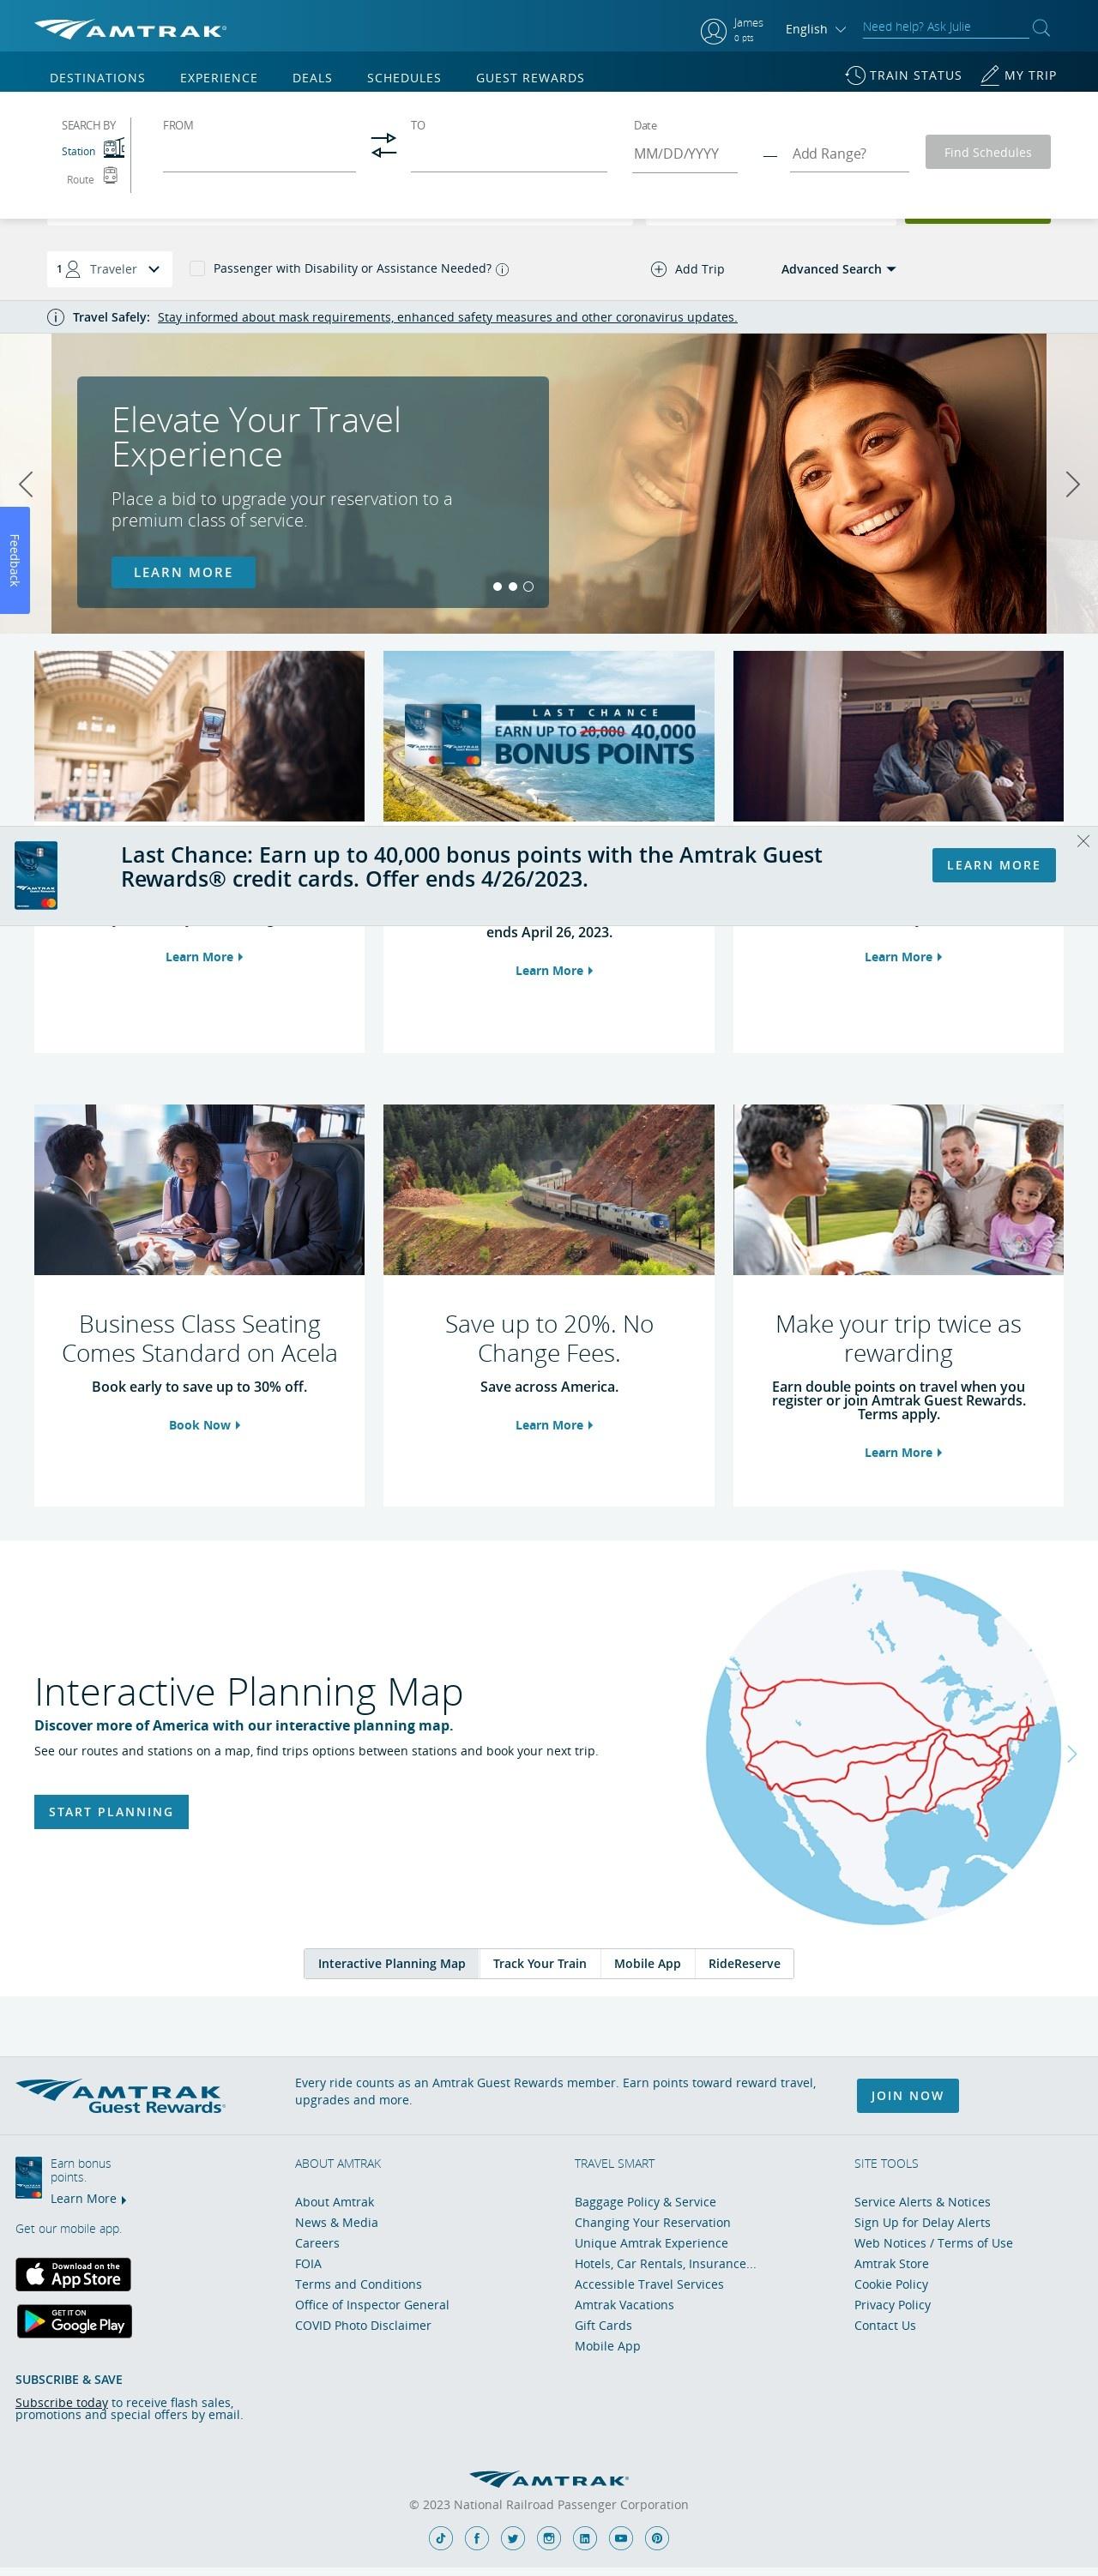 AMTRAK
James
0 pts
English
Need help? Ask Julie
DESTINATIONS EXPERIENCE DEALS SCHEDULES GUEST REWARDS
TRAIN STATUS MY TRIP
SEARCH BY
Station
Route
FROM
TO
Date
MM/DD/YYYY — Add Range?
Find Schedules
1 Traveler
Passenger with Disability or Assistance Needed?
Add Trip
Advanced Search
Travel Safely: Stay informed about mask requirements, enhanced safety measures and other coronavirus updates.
Elevate Your Travel
Experience
Place a bid to upgrade your reservation to a
premium class of service.
LEARN MORE
Feedback
LAST CHANCE
EARN UP TO 20,000 40,000
BONUS POINTS
Last Chance: Earn up to 40,000 bonus points with the Amtrak Guest
Rewards® credit cards. Offer ends 4/26/2023.
LEARN MORE
ends April 26, 2023.
Learn More
Learn More
Learn More
Business Class Seating
Comes Standard on Acela
Book early to save up to 30% off.
Book Now
Save up to 20%. No
Change Fees.
Save across America.
Learn More
Make your trip twice as
rewarding
Earn double points on travel when you
register or join Amtrak Guest Rewards.
Terms apply.
Learn More
Interactive Planning Map
Discover more of America with our interactive planning map.
See our routes and stations on a map, find trips options between stations and book your next trip.
START PLANNING
Interactive Planning Map Track Your Train Mobile App RideReserve
AMTRAK
Guest Rewards®
Every ride counts as an Amtrak Guest Rewards member. Earn points toward reward travel,
upgrades and more.
JOIN NOW
Earn bonus
points.
Learn More
Get our mobile app.
Download on the
App Store
GET IT ON
Google Play
SUBSCRIBE & SAVE
Subscribe today to receive flash sales,
promotions and special offers by email.
ABOUT AMTRAK
About Amtrak
News & Media
Careers
FOIA
Terms and Conditions
Office of Inspector General
COVID Photo Disclaimer
TRAVEL SMART
Baggage Policy & Service
Changing Your Reservation
Unique Amtrak Experience
Hotels, Car Rentals, Insurance...
Accessible Travel Services
Amtrak Vacations
Gift Cards
Mobile App
SITE TOOLS
Service Alerts & Notices
Sign Up for Delay Alerts
Web Notices / Terms of Use
Amtrak Store
Cookie Policy
Privacy Policy
Contact Us
AMTRAK®
© 2023 National Railroad Passenger Corporation